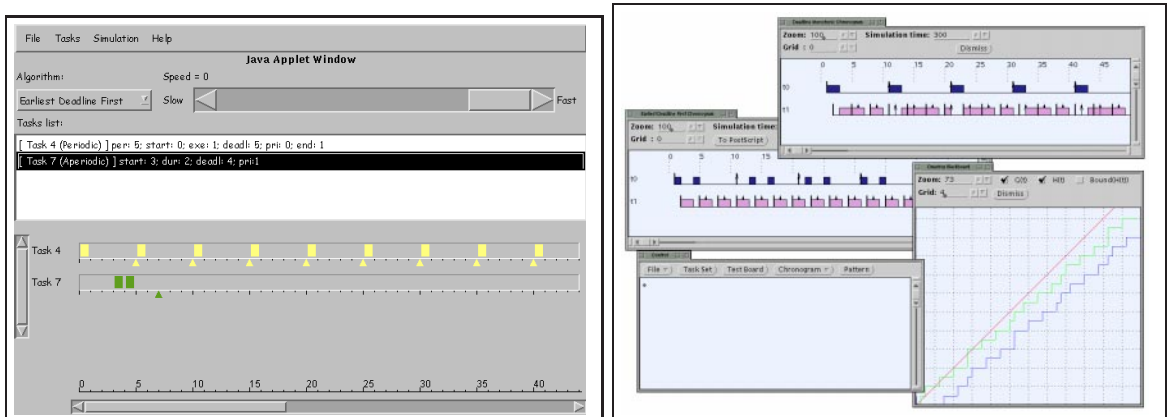 File Tasks Simulation Help
Java Applet Window
Algorithm: Speed = 0
Earliest Deadline First Slow Fast
Tasks list:
[ Task 4 (Periodic) ] per: 5; start: 0; exe: 1; deadl: 5; pri: 0; end: 1
[ Task 7 (Aperiodic) ] start: 3; dur: 2; deadl: 4; pri:1
Task 4
Task 7
0 5 10 15 20 25 30 35 40
Zoom: 100 Simulation time: 300
Grid : 0 Dismiss
0 5 10 15 20 25 30 35 40 45
t0
t1
Zoom: 100 Simulation time:
Grid : 0 To PostScript
0 5 10 15
t0
t1
Zoom: 73 G(t) H(t) Bound(H(t))
Grid: 4 Dismiss
File Task Set Test Board Chronogram Pattern